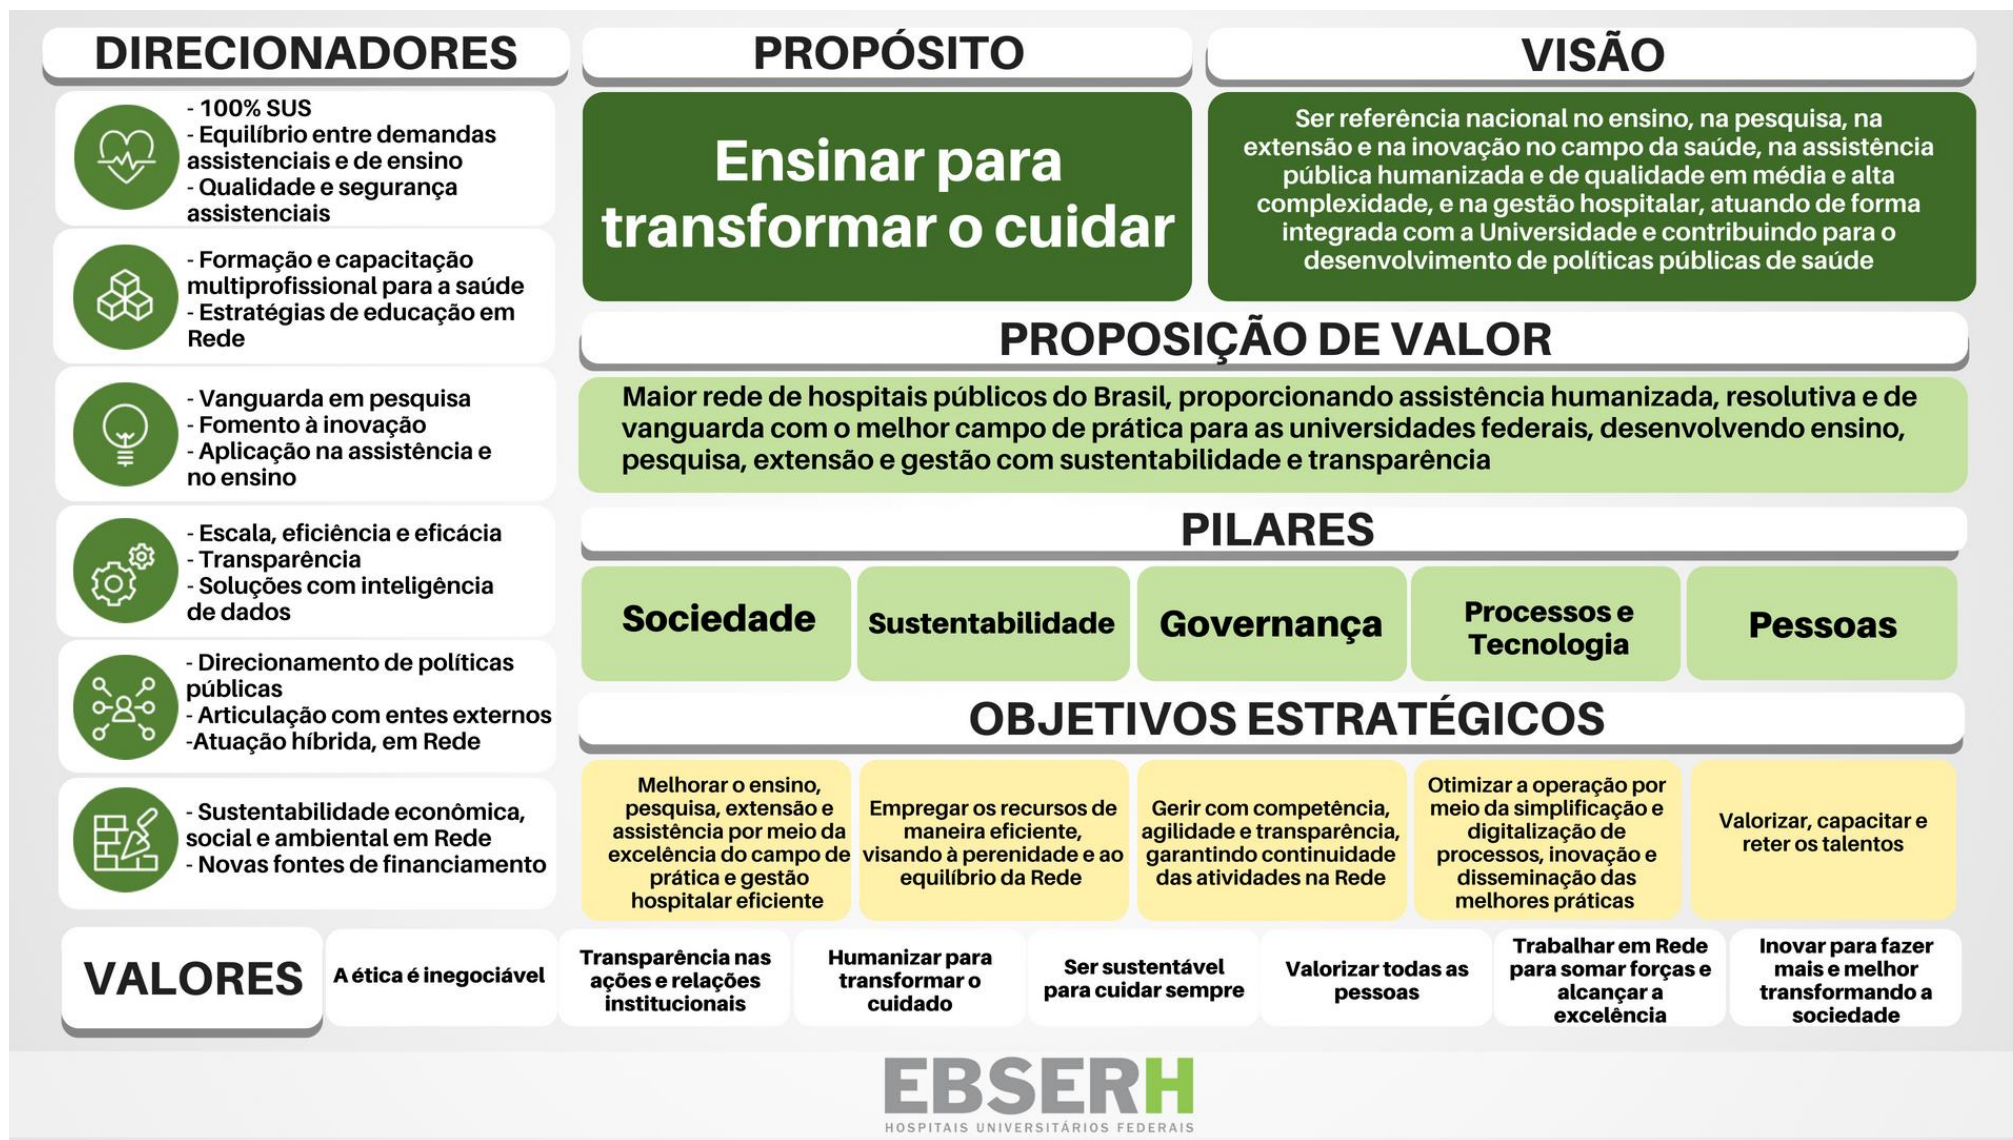 DIRECIONADORES
- 100% SUS
- Equilíbrio entre demandas
assistenciais e de ensino
- Qualidade e segurança
assistenciais
- Formação e capacitação
multiprofissional para a saúde
- Estratégias de educação em
Rede
- Vanguarda em pesquisa
- Fomento à inovação
- Aplicação na assistência e
no ensino
- Escala, eficiência e eficácia
- Transparência
- Soluções com inteligência
de dados
- Direcionamento de políticas
públicas
- Articulação com entes externos
-Atuação híbrida, em Rede
- Sustentabilidade econômica,
social e ambiental em Rede
- Novas fontes de financiamento
PROPÓSITO
Ensinar para
transformar o cuidar
VISÃO
Ser referência nacional no ensino, na pesquisa, na
extensão e na inovação no campo da saúde, na assistência
pública humanizada e de qualidade em média e alta
complexidade, e na gestão hospitalar, atuando de forma
integrada com a Universidade e contribuindo para o
desenvolvimento de políticas públicas de saúde
PROPOSIÇÃO DE VALOR
Maior rede de hospitais públicos do Brasil, proporcionando assistência humanizada, resolutiva e de
vanguarda com o melhor campo de prática para as universidades federais, desenvolvendo ensino,
pesquisa, extensão e gestão com sustentabilidade e transparência
PILARES
Sociedade
Sustentabilidade
Governança
Processos e
Tecnologia
Pessoas
OBJETIVOS ESTRATÉGICOS
Melhorar o ensino,
pesquisa, extensão e
assistência por meio da
excelência do campo de
prática e gestão
hospitalar eficiente
Empregar os recursos de
maneira eficiente,
visando à perenidade e ao
equilíbrio da Rede
Gerir com competência,
agilidade e transparência,
garantindo continuidade
das atividades na Rede
Otimizar a operação por
meio da simplificação e
digitalização de
processos, inovação e
disseminação das
melhores práticas
Valorizar, capacitar e
reter os talentos
VALORES
A ética é inegociável
Transparência nas
ações e relações
institucionais
Humanizar para
transformar o
cuidado
Ser sustentável
para cuidar sempre
Valorizar todas as
pessoas
Trabalhar em Rede
para somar forças e
alcançar a
excelência
Inovar para fazer
mais e melhor
transformando a
sociedade
EBSERH
HOSPITAIS UNIVERSITÁRIOS FEDERAIS